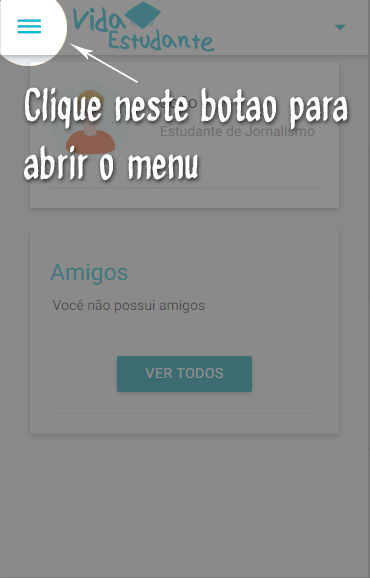 Vida
Estudante
Clique neste botao para
abrir o menu
Estudante de Jornalismo
Amigos
Você não possui amigos
VER TODOS